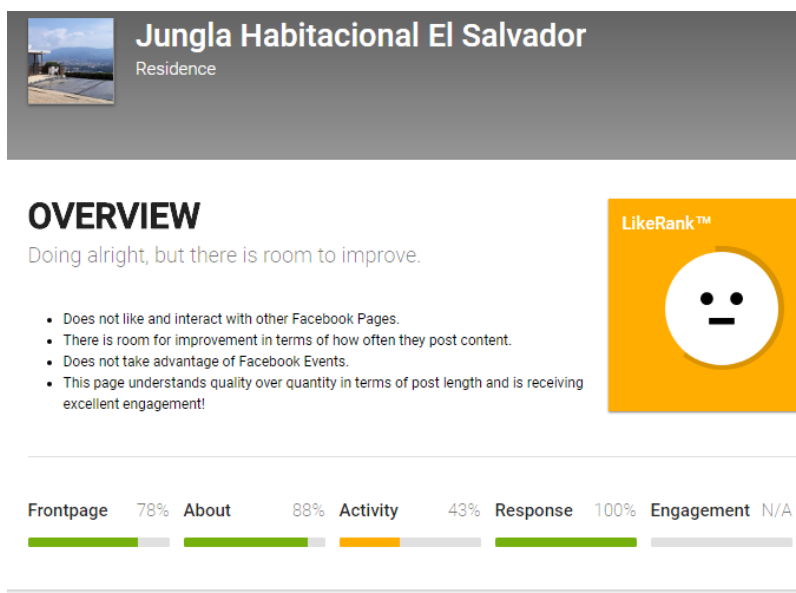 Jungla Habitacional El Salvador
Residence
OVERVIEW
Doing alright, but there is room to improve.
LikeRank™
Does not like and interact with other Facebook Pages.
There is room for improvement in terms of how often they post content.
Does not take advantage of Facebook Events.
This page understands quality over quantity in terms of post length and is receiving
excellent engagement!
Frontpage 78% About 88% Activity 43% Response 100% Engagement N/A